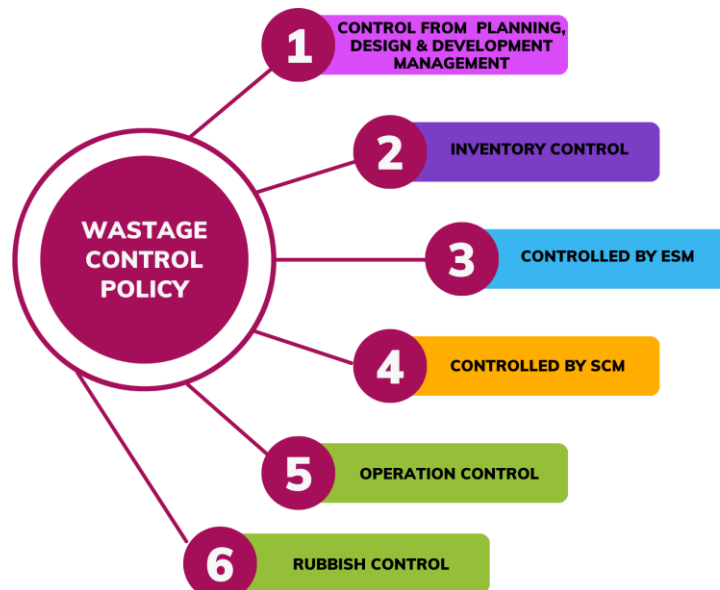 1
CONTROL FROM PLANNING,
DESIGN & DEVELOPMENT
MANAGEMENT
2
INVENTORY CONTROL
WASTAGE
CONTROL
POLICY
3
CONTROLLED BY ESM
4
CONTROLLED BY SCM
5
OPERATION CONTROL
6
RUBBISH CONTROL